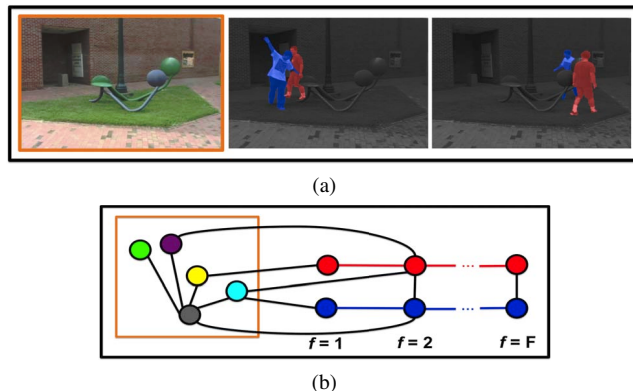 (a)
f = 1
f = 2
f = F
(b)